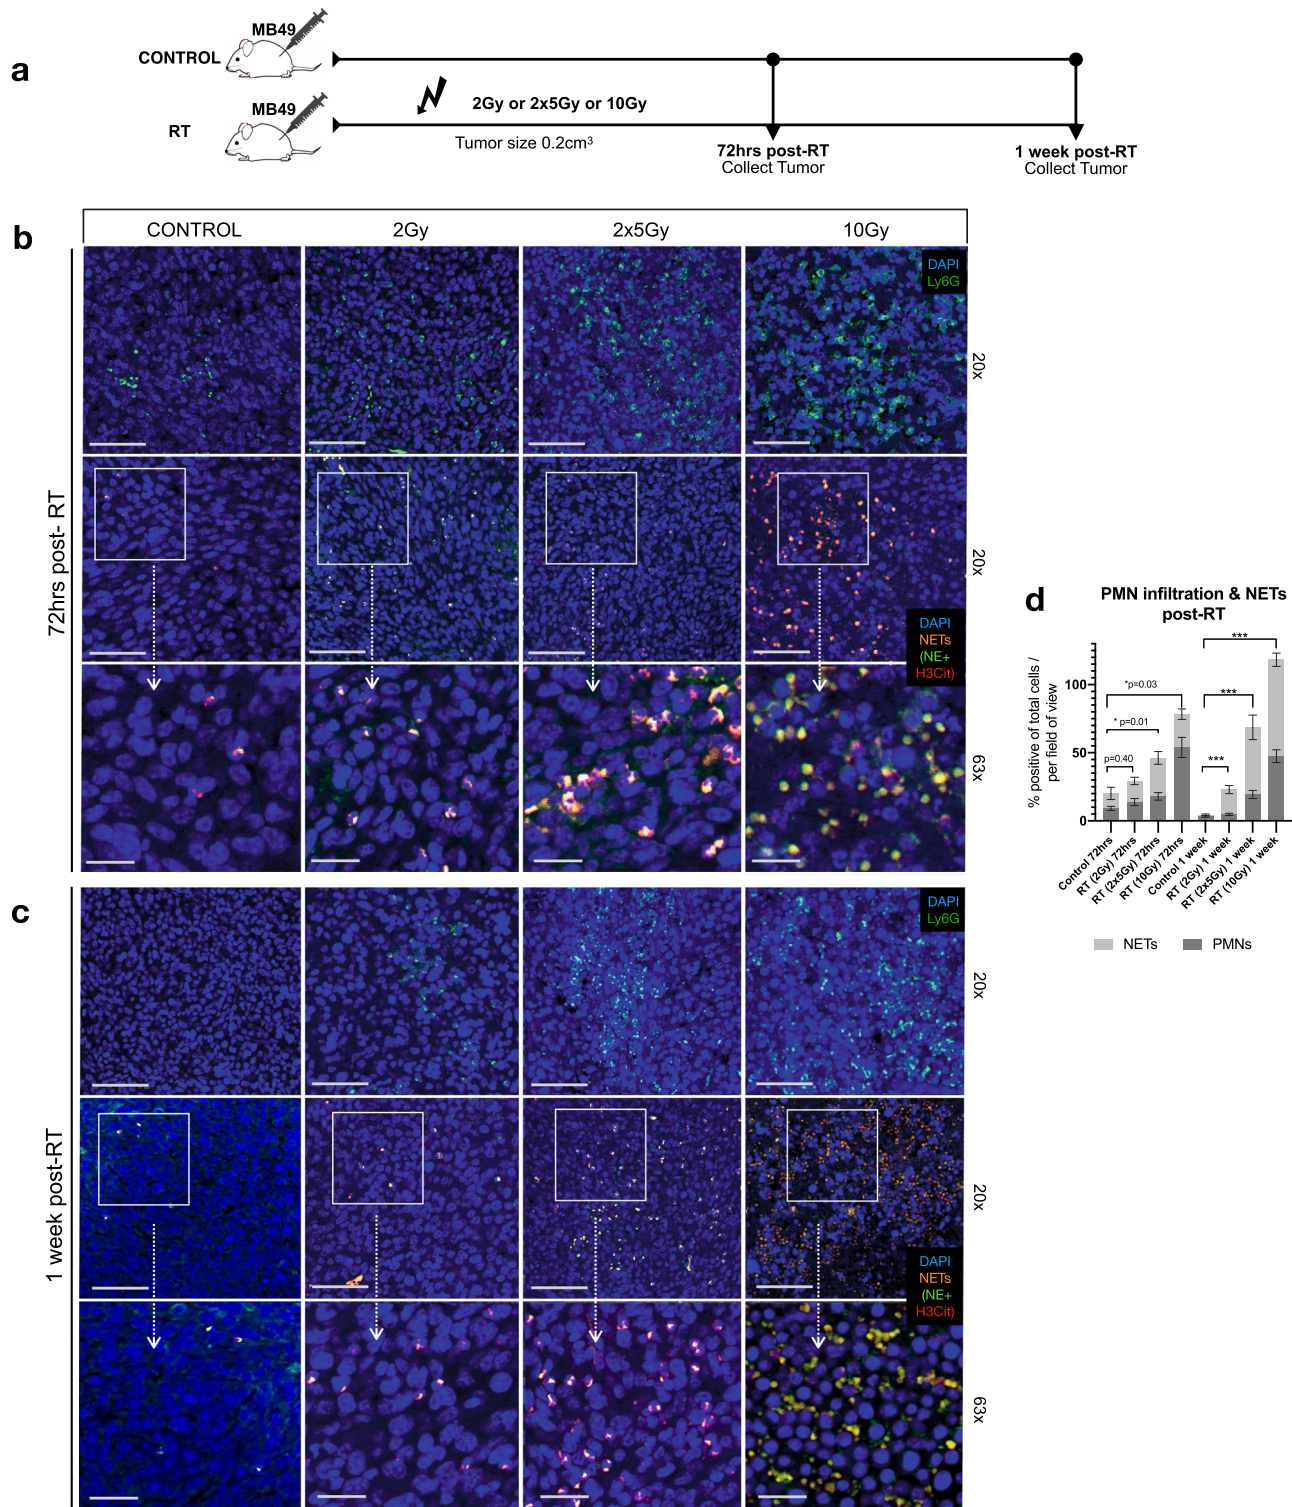 a
CONTROL
MB49
RT
MB49
2Gy or 2x5Gy or 10Gy
Tumor size 0.2cm³
72hrs post-RT
Collect Tumor
1 week post-RT
Collect Tumor
b
CONTROL
2Gy
2x5Gy
10Gy
72hrs post- RT
DAPI
Ly6G
20x
20x
DAPI
NETs
(NE+
H3Cit)
63x
c
1 week post-RT
DAPI
Ly6G
20x
20x
DAPI
NETs
(NE+
H3Cit)
63x
d
PMN infiltration & NETs
post-RT
% positive of total cells /
per field of view
100
50
0
p=0.40
* p=0.01
*p=0.03
***
***
***
Control 72hrs
RT (2Gy) 72hrs
RT (2x5Gy) 72hrs
RT (10Gy) 72hrs
Control 1 week
RT (2Gy) 1 week
RT (2x5Gy) 1 week
RT (10Gy) 1 week
NETs
PMNs